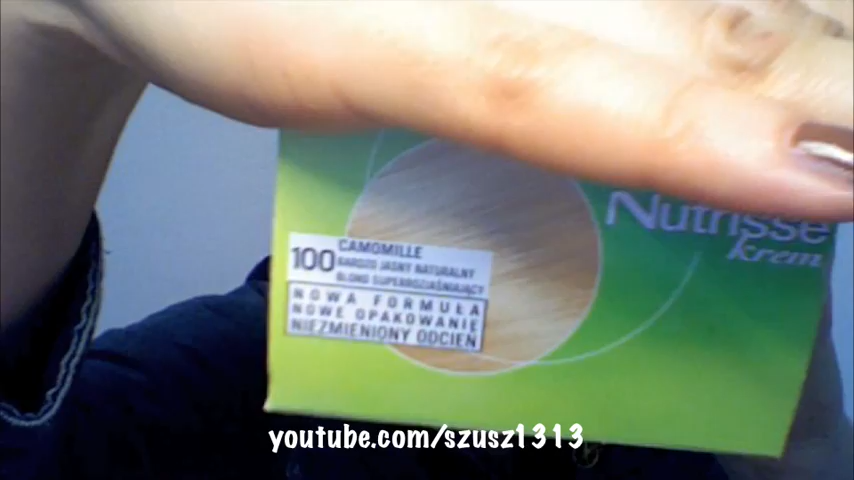 Nutrisse
krem
100 CAMOMILLE
BARDZO JASNY NATURALNY
BLOND SUPERROZJAŚNIAJĄCY
NOWA FORMUŁA
NOWE OPAKOWANIE
NIEZMIENIONY ODCIEŃ
youtube.com/szusz1313